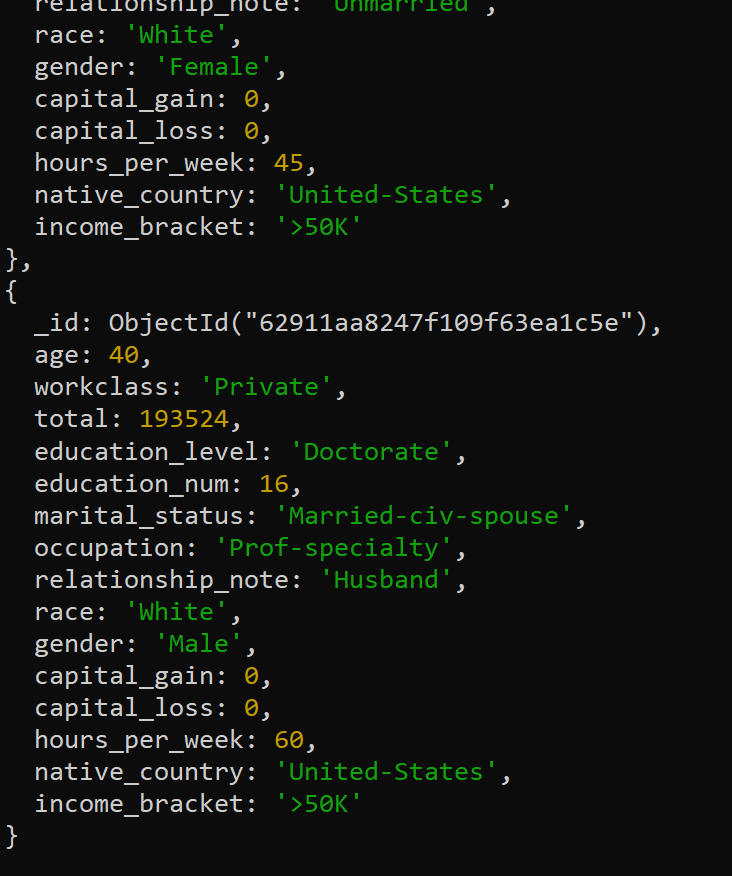 relationship_note: 'Unmarried',
race: 'White',
gender: 'Female',
capital_gain: 0,
capital_loss: 0,
hours_per_week: 45,
native_country: 'United-States',
income_bracket: '>50K'
},
{
_id: ObjectId("62911aa8247f109f63ea1c5e"),
age: 40,
workclass: 'Private',
total: 193524,
education_level: 'Doctorate',
education_num: 16,
marital_status: 'Married-civ-spouse',
occupation: 'Prof-specialty',
relationship_note: 'Husband',
race: 'White',
gender: 'Male',
capital_gain: 0,
capital_loss: 0,
hours_per_week: 60,
native_country: 'United-States',
income_bracket: '>50K'
}